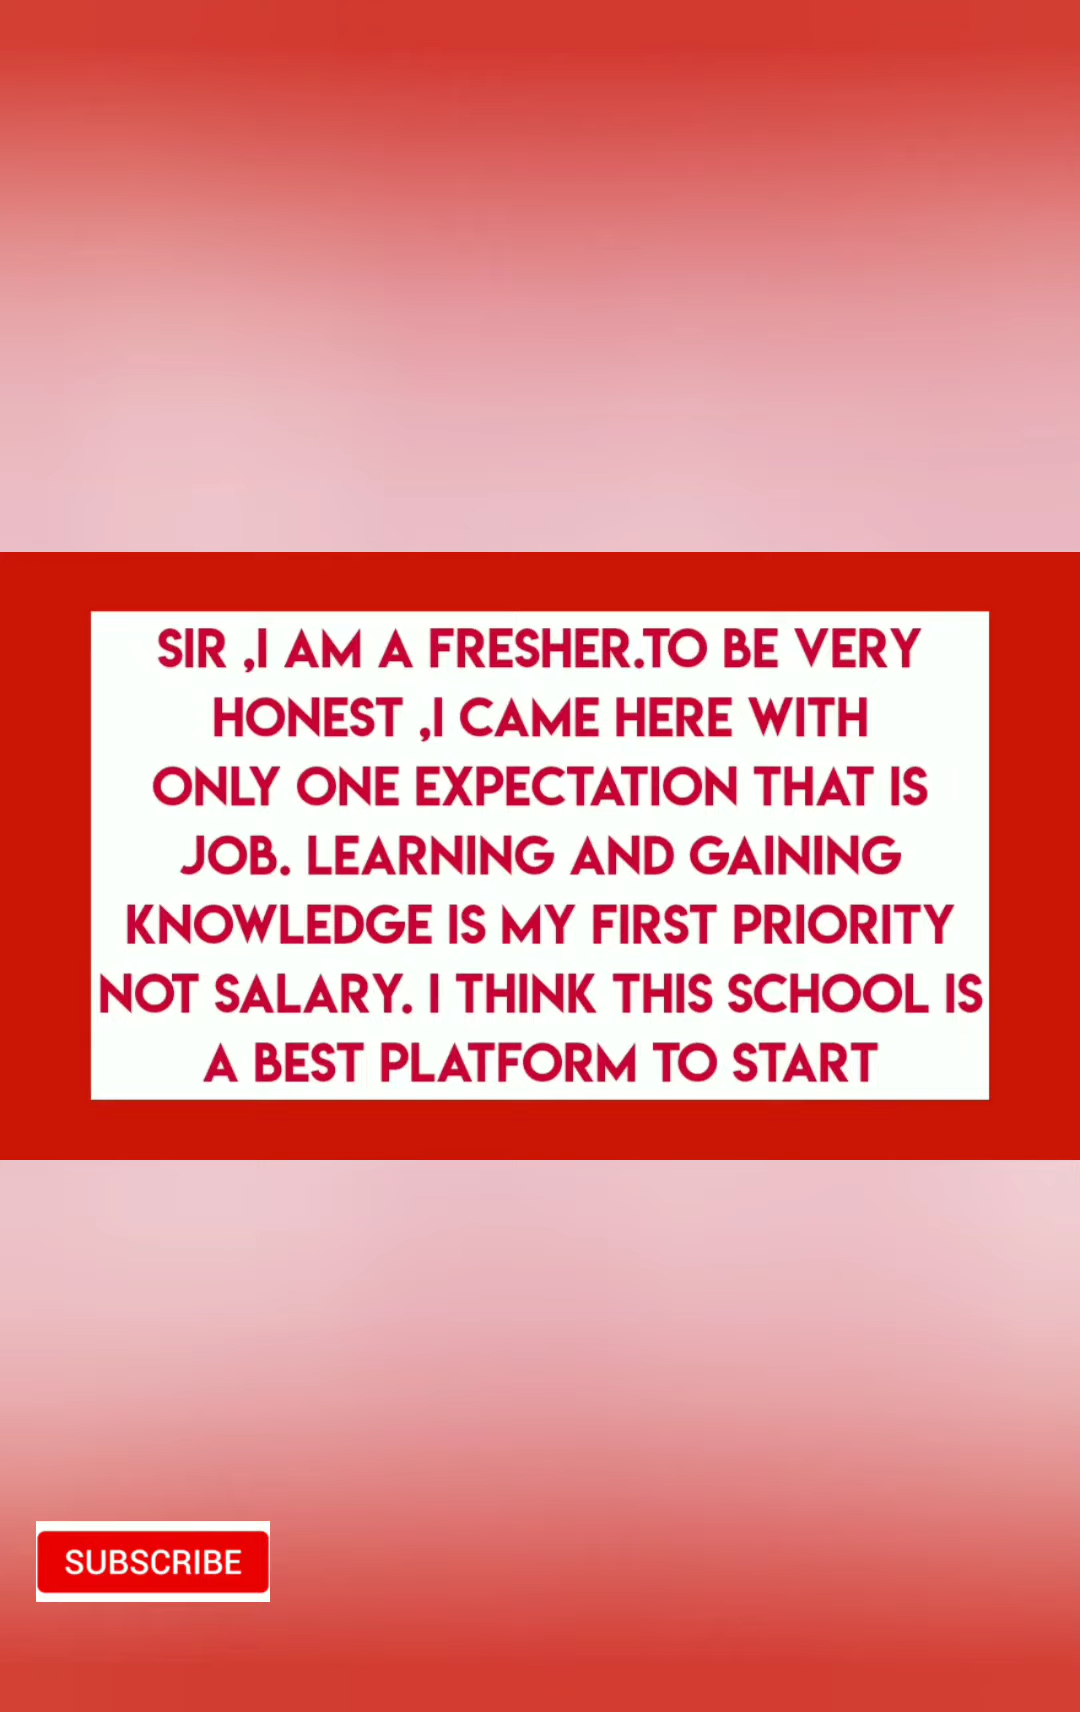 SIR ,I AM A FRESHER.TO BE VERY
HONEST ,I CAME HERE WITH
ONLY ONE EXPECTATION THAT IS
JOB. LEARNING AND GAINING
KNOWLEDGE IS MY FIRST PRIORITY
NOT SALARY. I THINK THIS SCHOOL IS
A BEST PLATFORM TO START
SUBSCRIBE